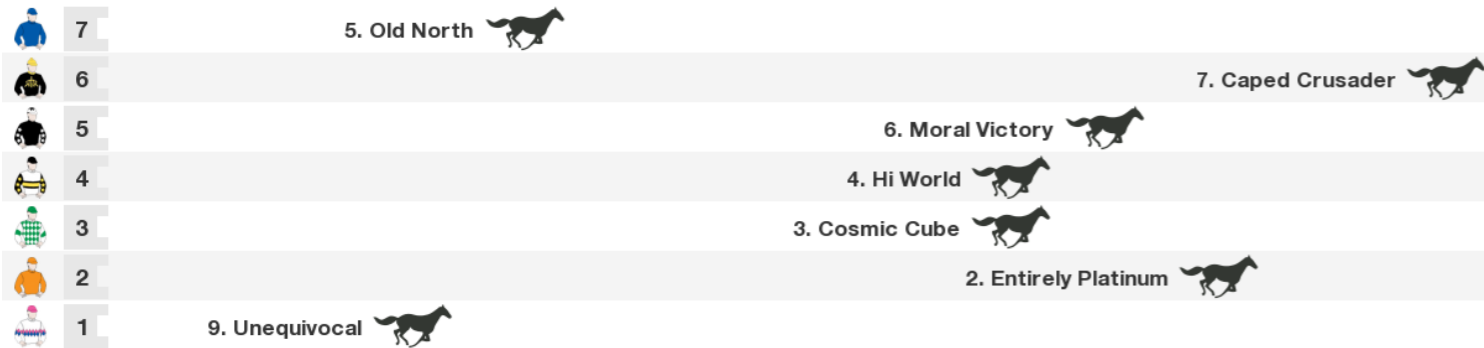 7 5. Old North
6 7. Caped Crusader
5 6. Moral Victory
4 4. Hi World
3 3. Cosmic Cube
2 2. Entirely Platinum
1 9. Unequivocal